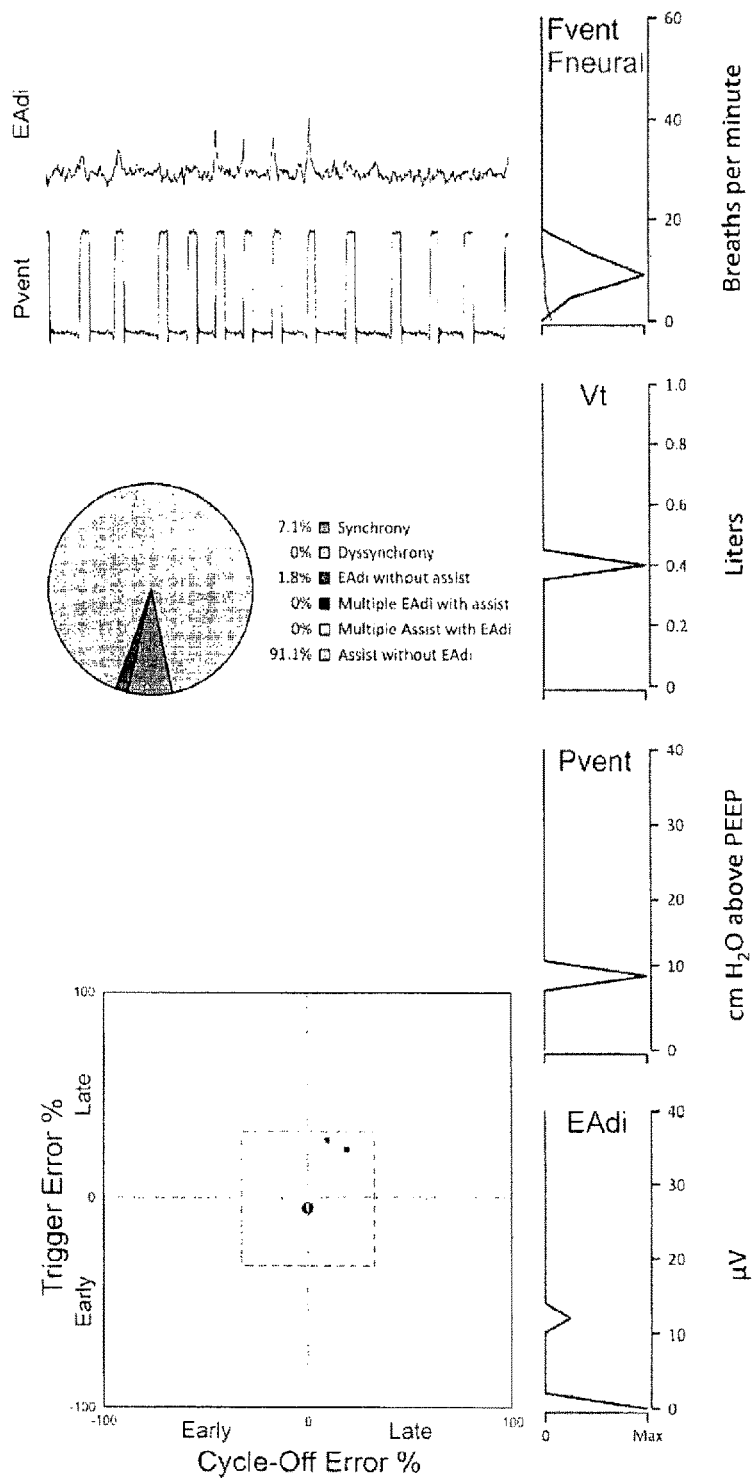 EAdi
Pvent
Fvent
Fneural
60
40
20
0
Breaths per minute
7.1% Synchrony
0% Dyssynchrony
1.8% EAdi without assist
0% Multiple EAdi with assist
0% Multiple Assist with EAdi
91.1% Assist without EAdi
Vt
1.0
0.8
0.6
0.4
0.2
0
Liters
Pvent
40
30
20
10
0
cm H₂O above PEEP
100
Late
0
Early
-100
Trigger Error %
-100
Early
0
Late
100
Cycle-Off Error %
EAdi
40
30
20
10
0
μV
0
Max